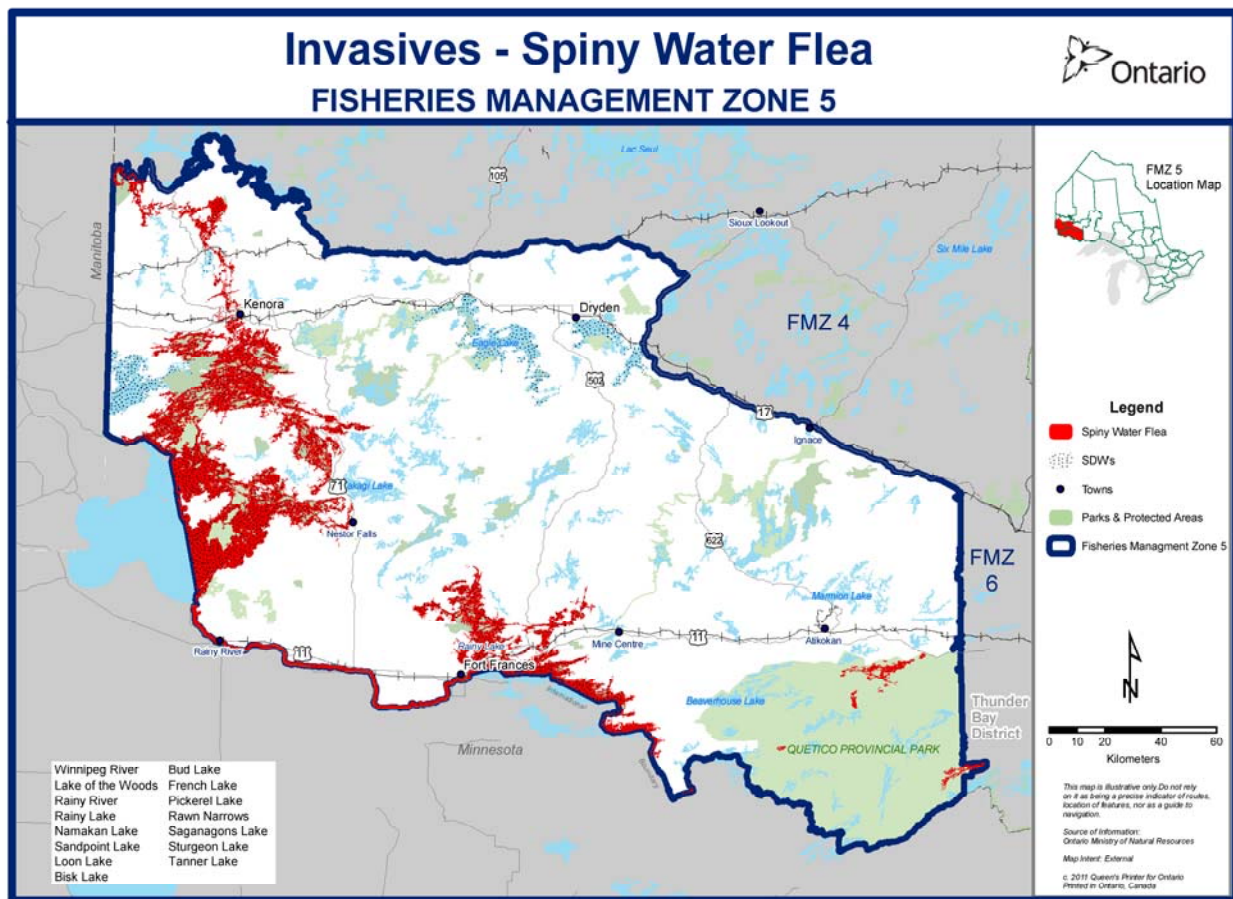 Invasives - Spiny Water Flea
FISHERIES MANAGEMENT ZONE 5
Ontario
Lac Seul
105
Sioux Lookout
Six Mile Lake
Manitoba
Kenora
Dryden
Eagle Lake
FMZ 4
502
17
Ignace
71
akagi Lake
Nestor Falls
622
FMZ
6
Marmion Lake
Rainy River
11
Rainy Lake
Mine Centre
11
Atikokan
Fort Frances
International
Beaverhouse Lake
Thunder
Bay
District
Minnesota
Boundary
QUETICO PROVINCIAL PARK
Winnipeg River
Lake of the Woods
Rainy River
Rainy Lake
Namakan Lake
Sandpoint Lake
Loon Lake
Bisk Lake
Bud Lake
French Lake
Pickerel Lake
Rawn Narrows
Saganagons Lake
Sturgeon Lake
Tanner Lake
FMZ 5
Location Map
Legend
Spiny Water Flea
SDW's
Towns
Parks & Protected Areas
Fisheries Managment Zone 5
N
0 10 20 40 60
Kilometers
This map is illustrative only.Do not rely
on it as being a precise indicator of routes,
location of features, nor as a guide to
navigation.
Source of Information:
Ontario Ministry of Natural Resources
Map Intent: External
c. 2011 Queen's Printer for Ontario
Printed in Ontario, Canada